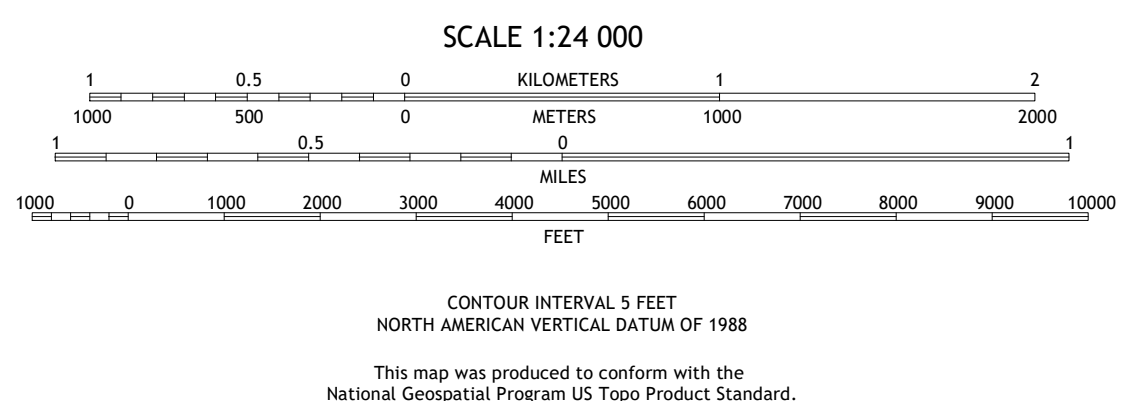 SCALE 1:24 000
1 0.5 0 KILOMETERS 1 2
1000 500 0 METERS 1000 2000
1 0.5 0 1
MILES
1000 0 1000 2000 3000 4000 5000 6000 7000 8000 9000 10000
FEET
CONTOUR INTERVAL 5 FEET
NORTH AMERICAN VERTICAL DATUM OF 1988
This map was produced to conform with the
National Geospatial Program US Topo Product Standard.